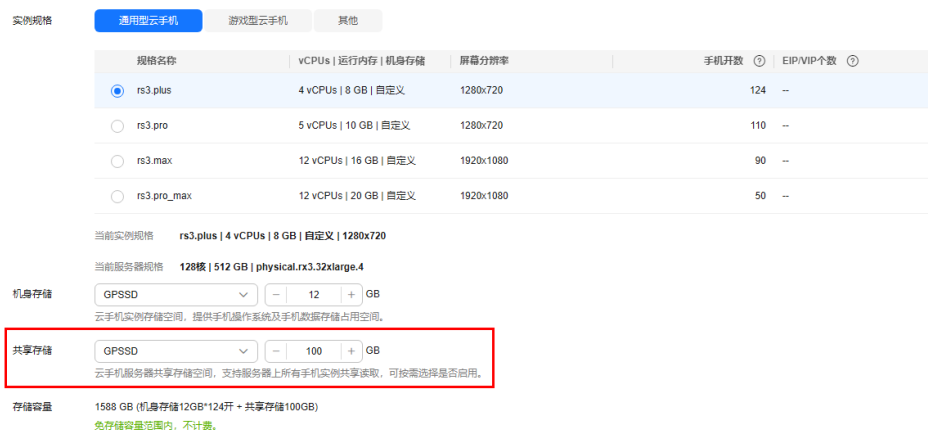 实例规格 通用型云手机 游戏型云手机 其他
规格名称 vCPUs | 运行内存 | 机身存储 屏幕分辨率 手机开数 ? EIP/VIP个数 ?
rs3.plus 4 vCPUs | 8 GB | 自定义 1280x720 124 --
rs3.pro 5 vCPUs | 10 GB | 自定义 1280x720 110 --
rs3.max 12 vCPUs | 16 GB | 自定义 1920x1080 90 --
rs3.pro_max 12 vCPUs | 20 GB | 自定义 1920x1080 50 --
当前实例规格 rs3.plus | 4 vCPUs | 8 GB | 自定义 | 1280x720
当前服务器规格 128核 | 512 GB | physical.rx3.32xlarge.4
机身存储 GPSSD − 12 + GB
云手机实例存储空间，提供手机操作系统及手机数据存储占用空间。
共享存储 GPSSD − 100 + GB
云手机服务器共享存储空间，支持服务器上所有手机实例共享读取，可按需选择是否启用。
存储容量 1588 GB (机身存储12GB*124开 + 共享存储100GB)
免存储容量范围内，不计费。